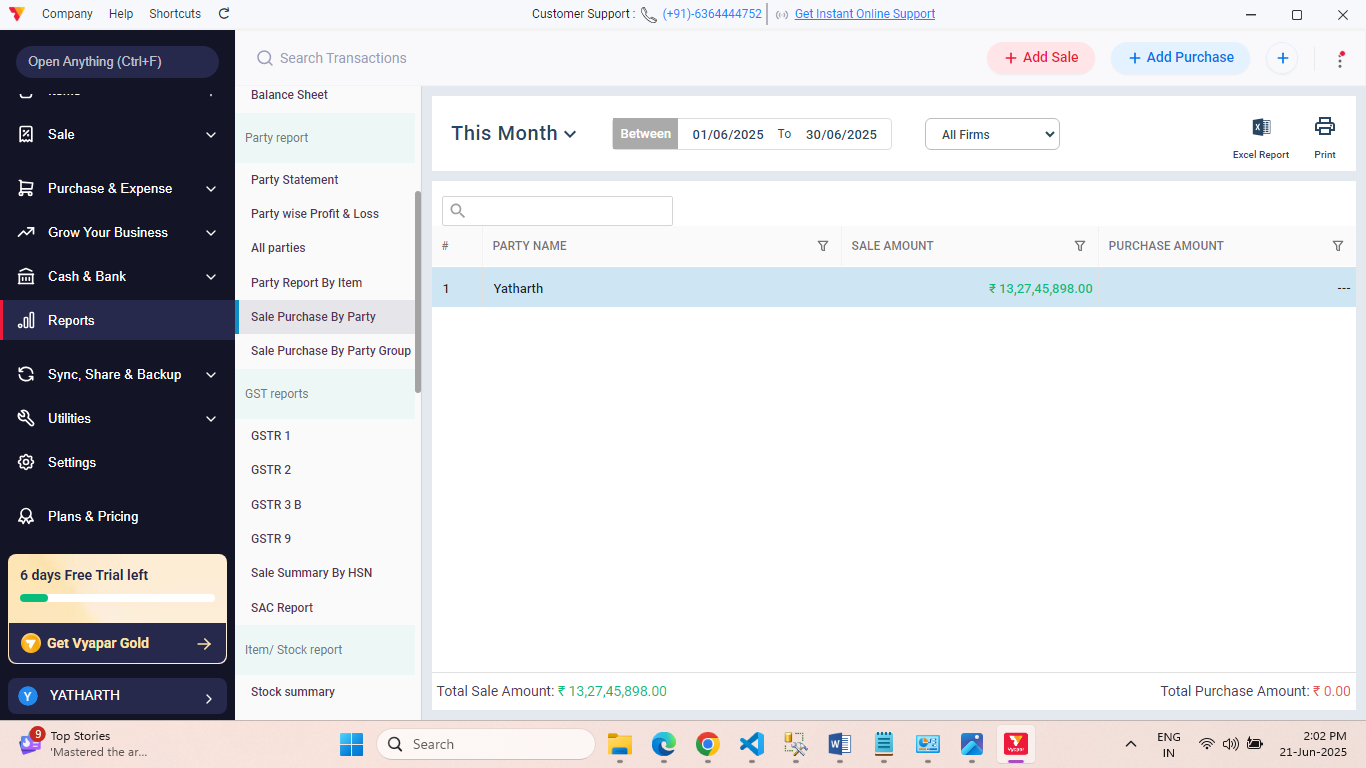 Company Help Shortcuts
Customer Support : (+91)-6364444752 Get Instant Online Support
Open Anything (Ctrl+F)
Search Transactions
+ Add Sale
+ Add Purchase
Sale
Purchase & Expense
Grow Your Business
Cash & Bank
Reports
Sync, Share & Backup
Utilities
Settings
Plans & Pricing
6 days Free Trial left
Get Vyapar Gold
Y YATHARTH
Balance Sheet
Party report
Party Statement
Party wise Profit & Loss
All parties
Party Report By Item
Sale Purchase By Party
Sale Purchase By Party Group
GST reports
GSTR 1
GSTR 2
GSTR 3 B
GSTR 9
Sale Summary By HSN
SAC Report
Item/ Stock report
Stock summary
This Month
Between 01/06/2025 To 30/06/2025
All Firms
Excel Report
Print
# PARTY NAME SALE AMOUNT PURCHASE AMOUNT
1 Yatharth ₹ 13,27,45,898.00 ---
Total Sale Amount: ₹ 13,27,45,898.00
Total Purchase Amount: ₹ 0.00
9
Top Stories
'Mastered the ar...
Search
Vyapar
ENG
IN
2:02 PM
21-Jun-2025